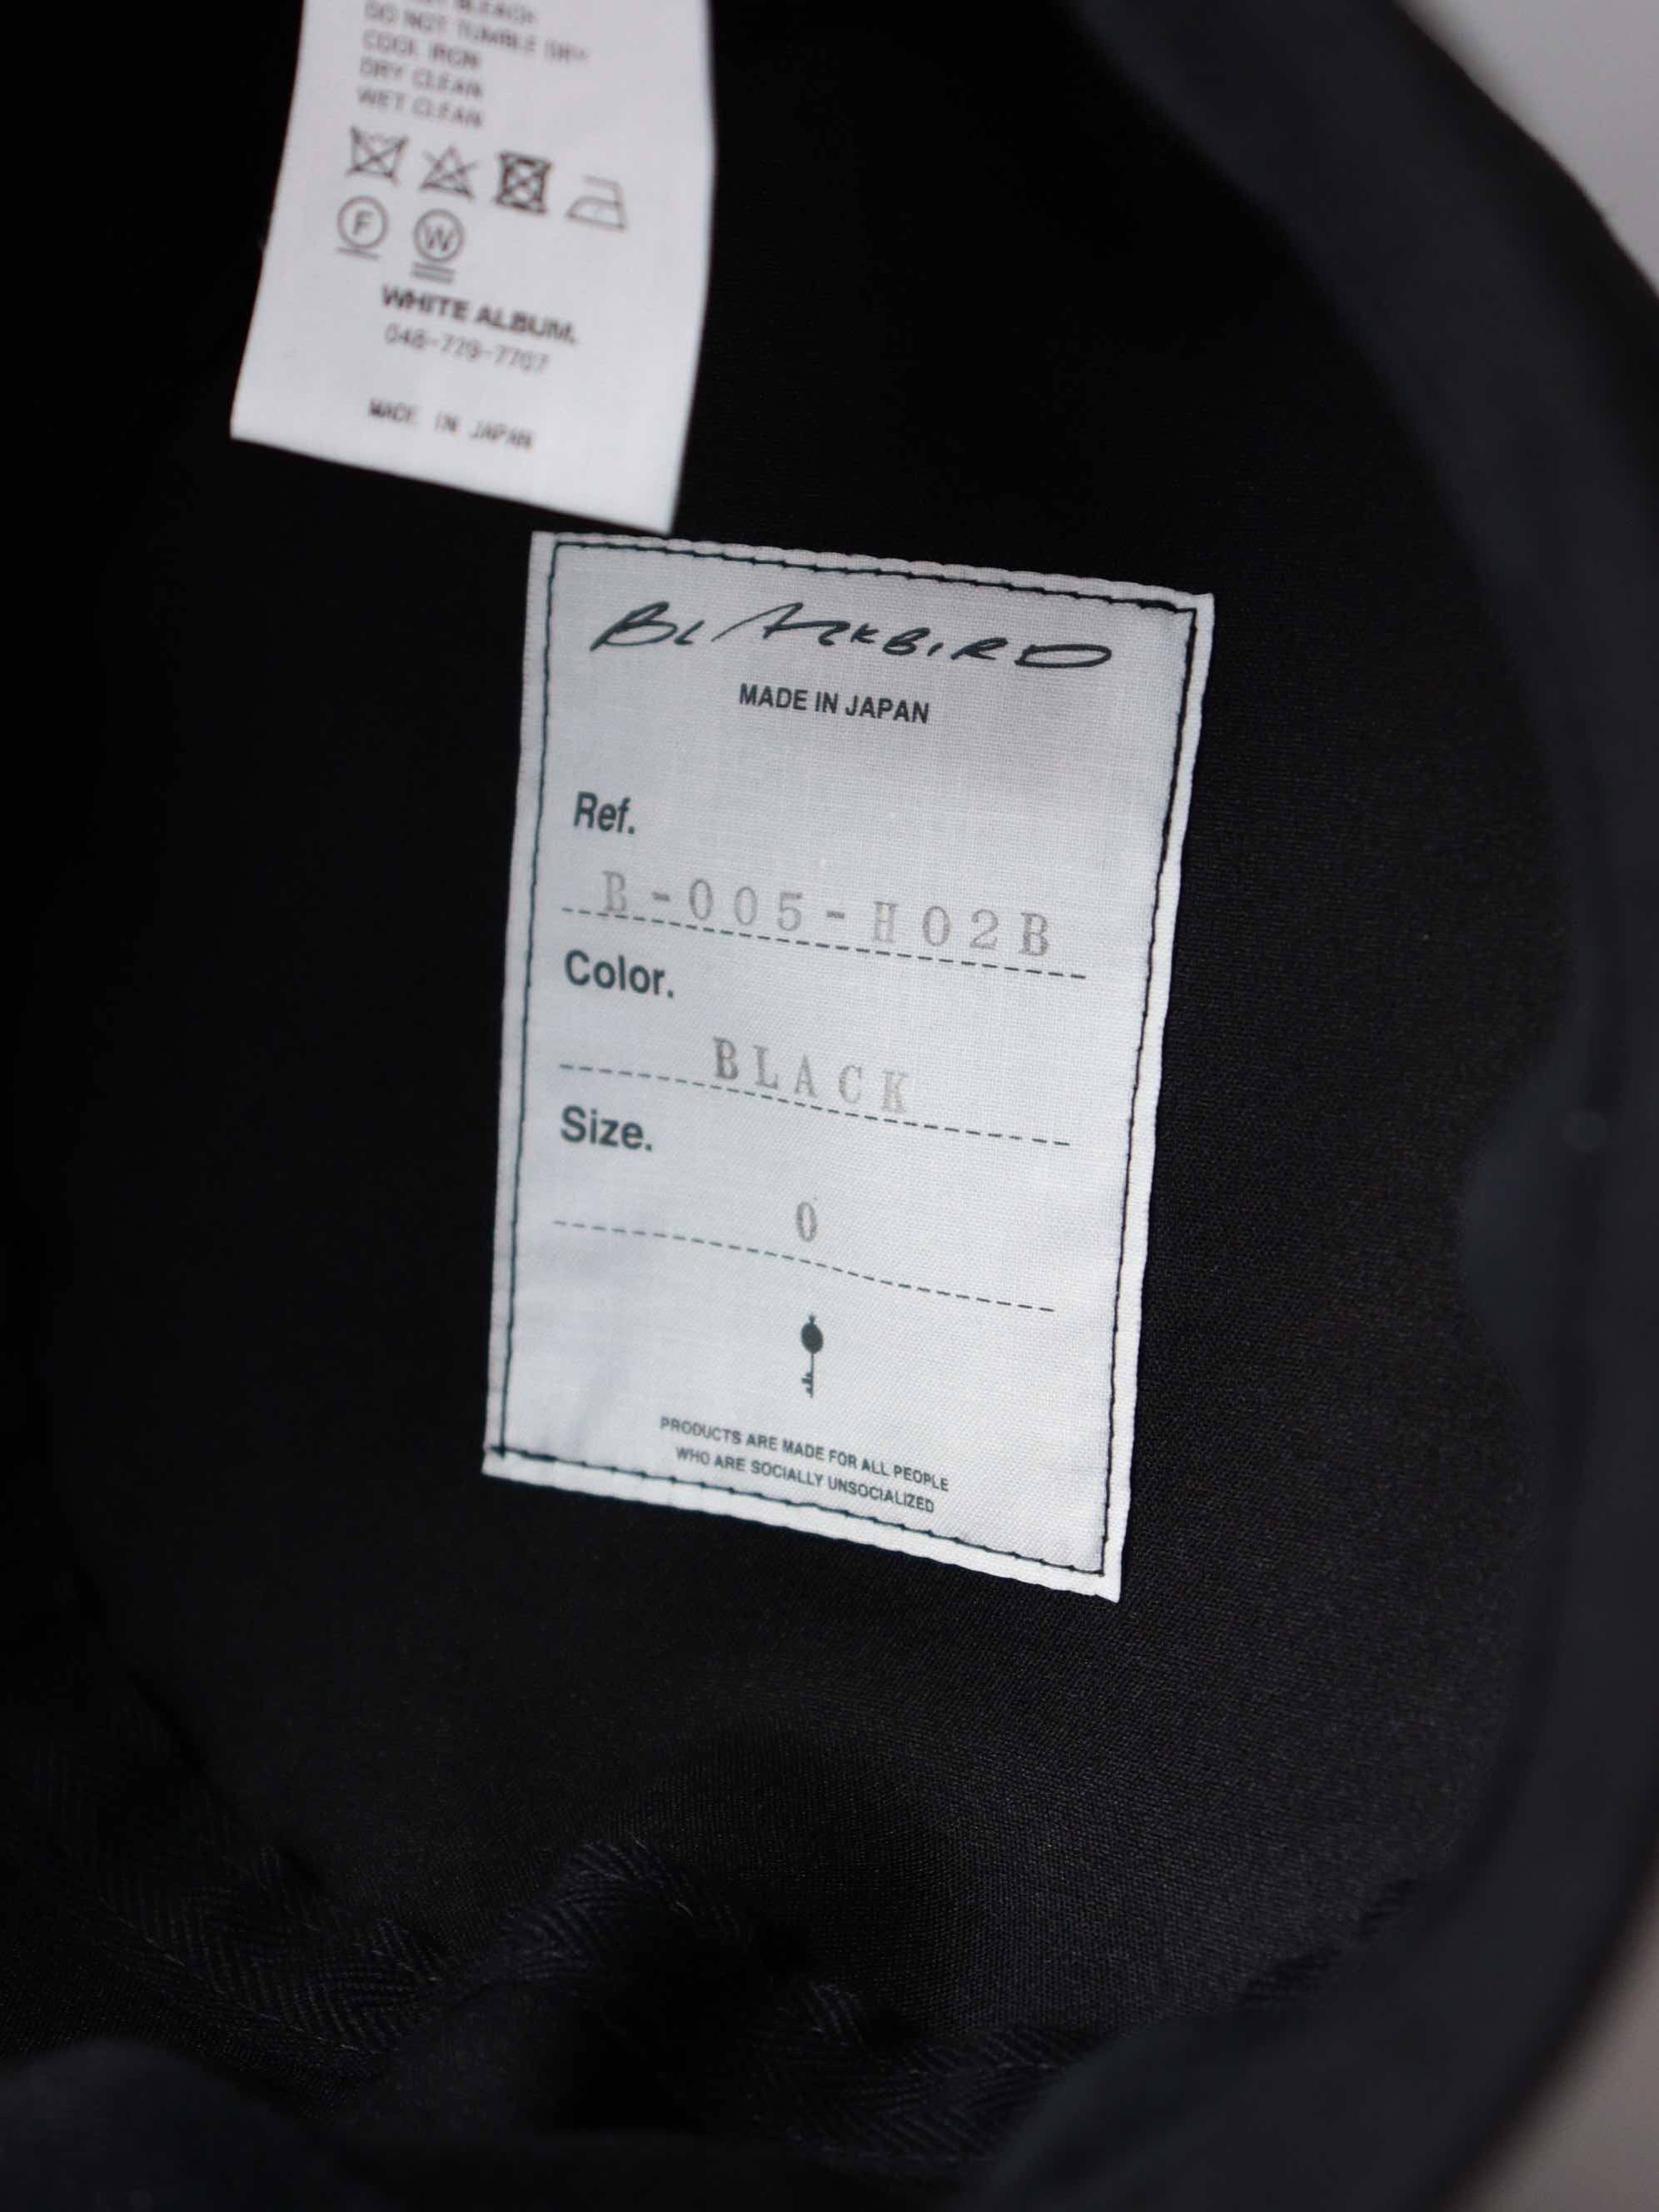 BLEACH
DO NOT TUMBLE DRY
COOL IRON
DRY CLEAN
WET CLEAN
F W
WHITE ALBUM.
046-779-7707
MADE IN JAPAN
BLACKBIRD
MADE IN JAPAN
Ref.
B-005-H02B
Color.
BLACK
Size.
0
PRODUCTS ARE MADE FOR ALL PEOPLE
WHO ARE SOCIALLY UNSOCIALIZED